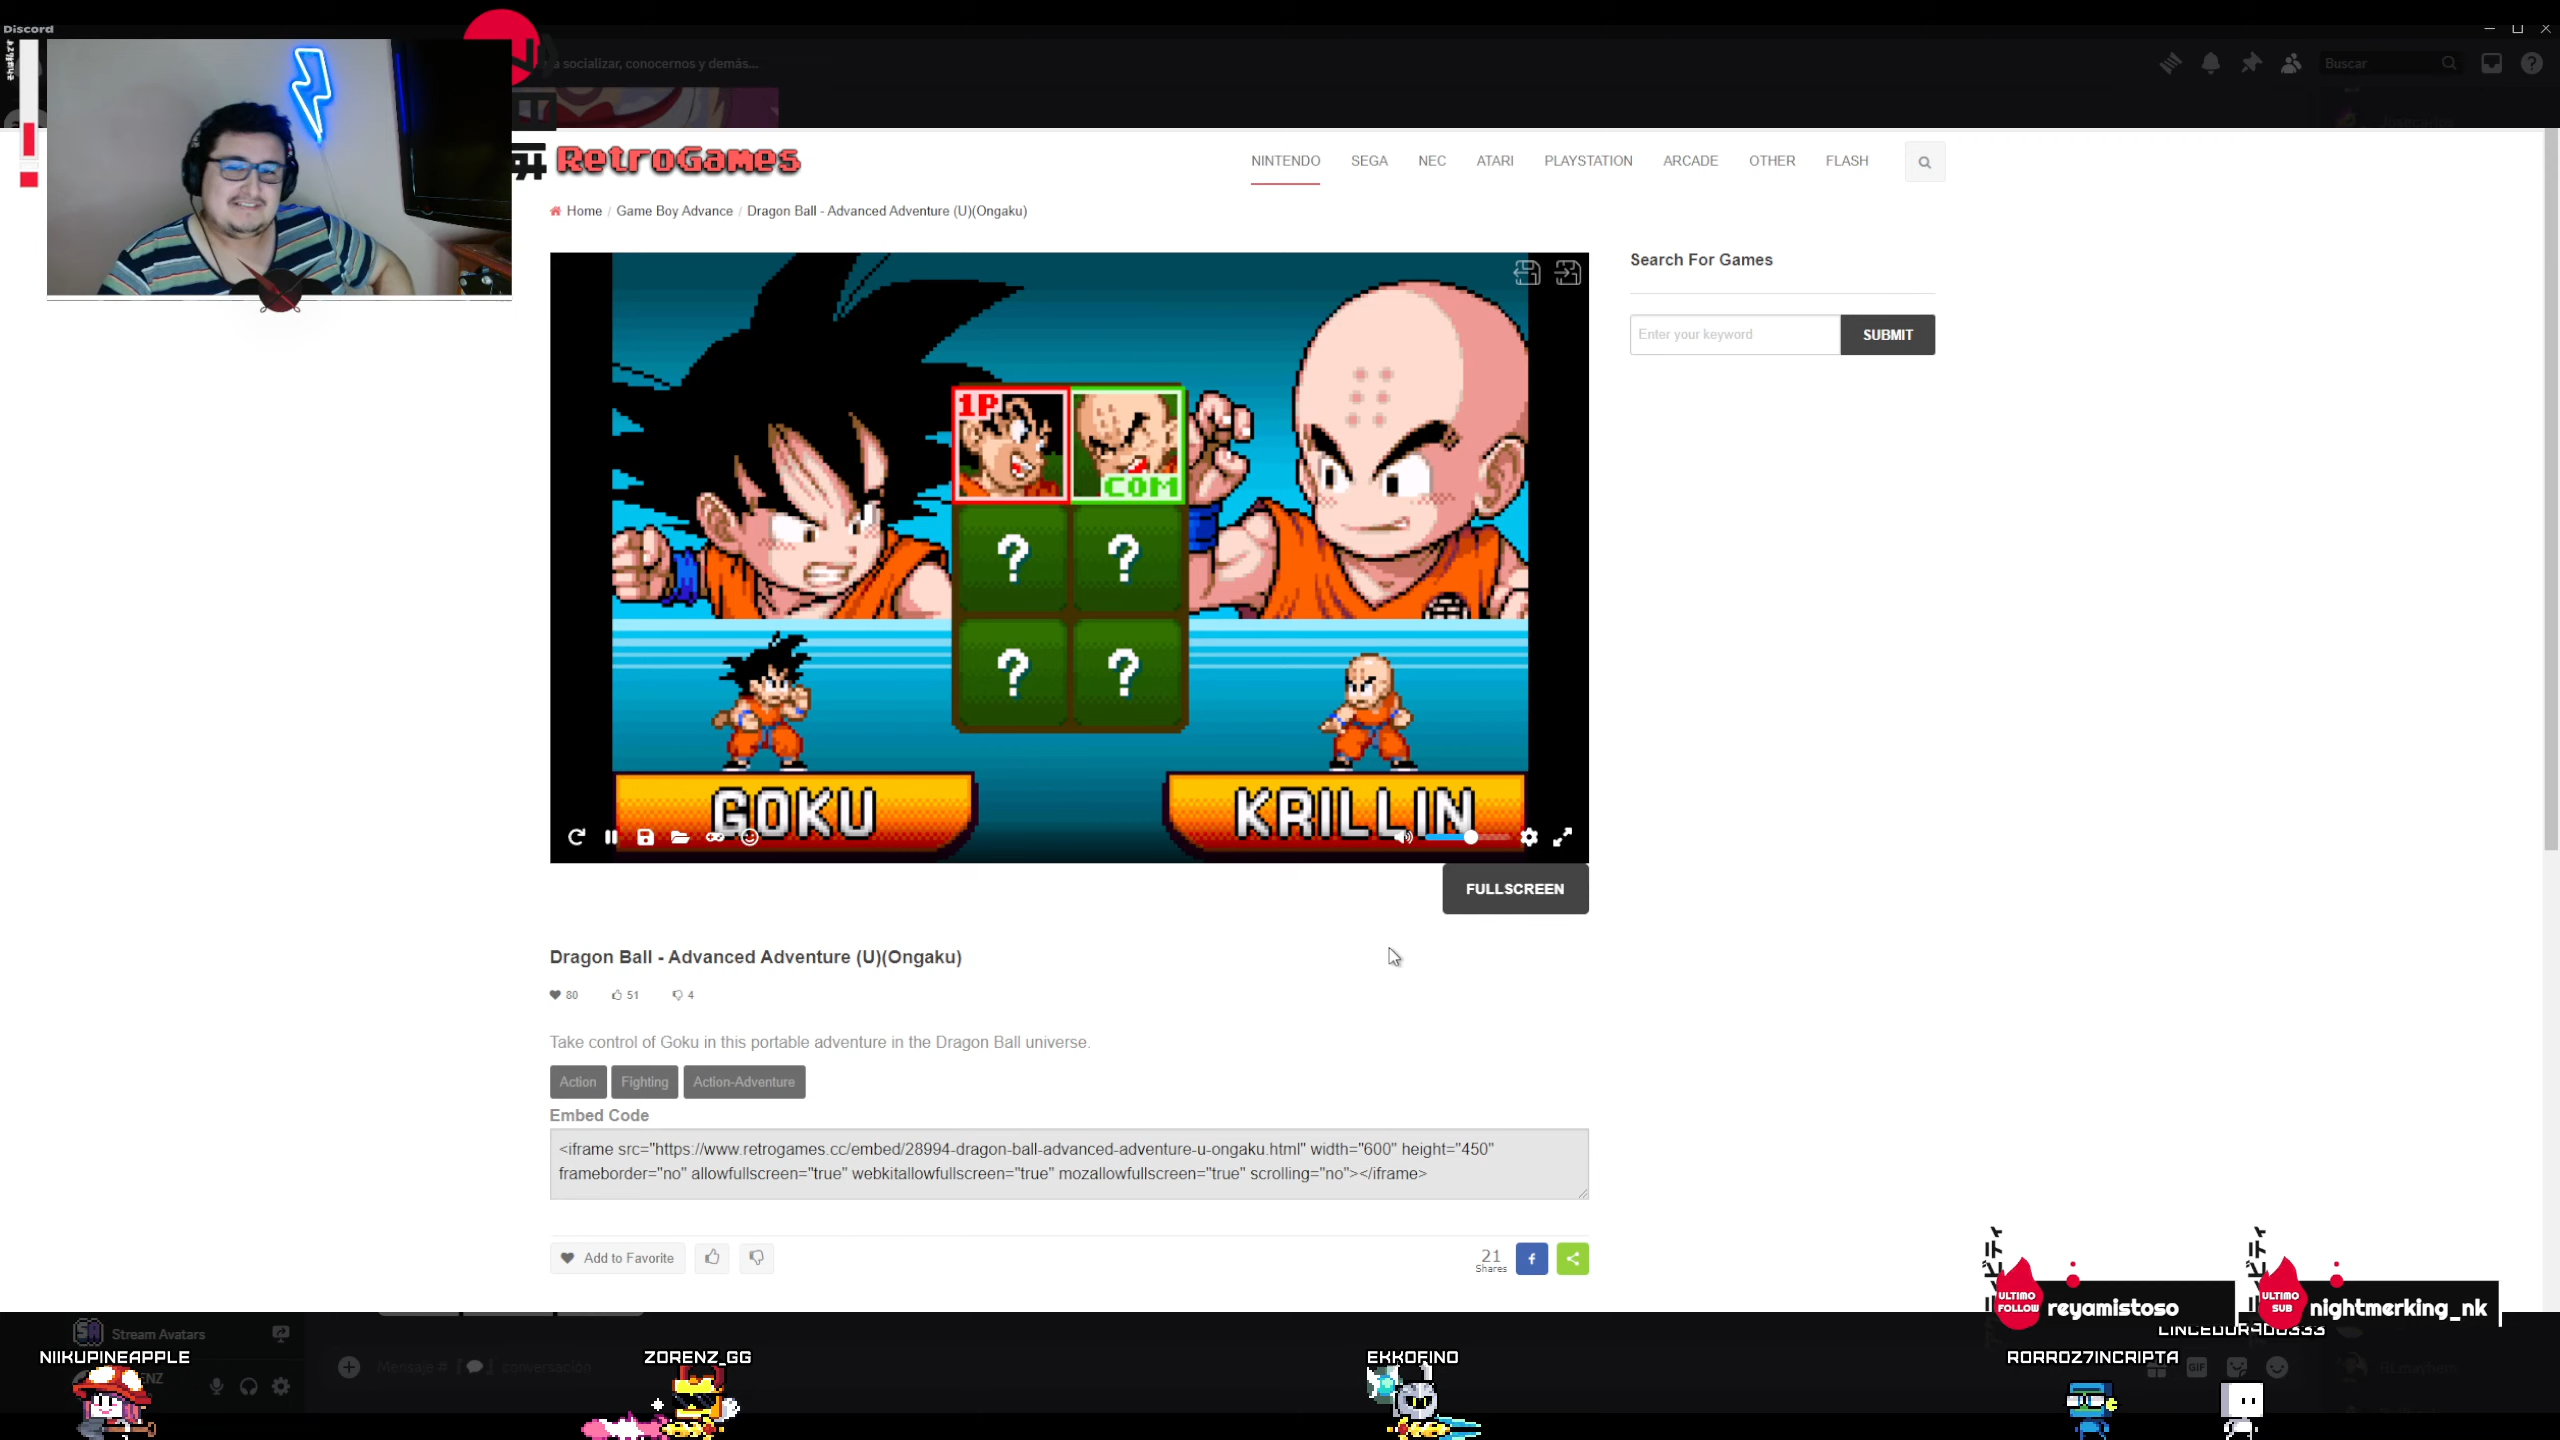 Discord
a socializar, conocernos y demás...
Buscar
RetroGames
NINTENDO SEGA NEC ATARI PLAYSTATION ARCADE OTHER FLASH
Home / Game Boy Advance / Dragon Ball - Advanced Adventure (U)(Ongaku)
Search For Games
Enter your keyword SUBMIT
1P
COM
? ?
? ?
GOKU KRILLIN
FULLSCREEN
Dragon Ball - Advanced Adventure (U)(Ongaku)
80 51 4
Take control of Goku in this portable adventure in the Dragon Ball universe.
Action Fighting Action-Adventure
Embed Code
<iframe src="https://www.retrogames.cc/embed/28994-dragon-ball-advanced-adventure-u-ongaku.html" width="600" height="450"
frameborder="no" allowfullscreen="true" webkitallowfullscreen="true" mozallowfullscreen="true" scrolling="no"></iframe>
Add to Favorite
21
Shares
ULTIMO
FOLLOW reyamistoso
ULTIMO
SUB nightmerking_nk
Stream Avatars
NIIKUPINEAPPLE ZORENZ_GG EKKOFINO RORROZ7INCRIPTA
Mensaje # conversación
GIF